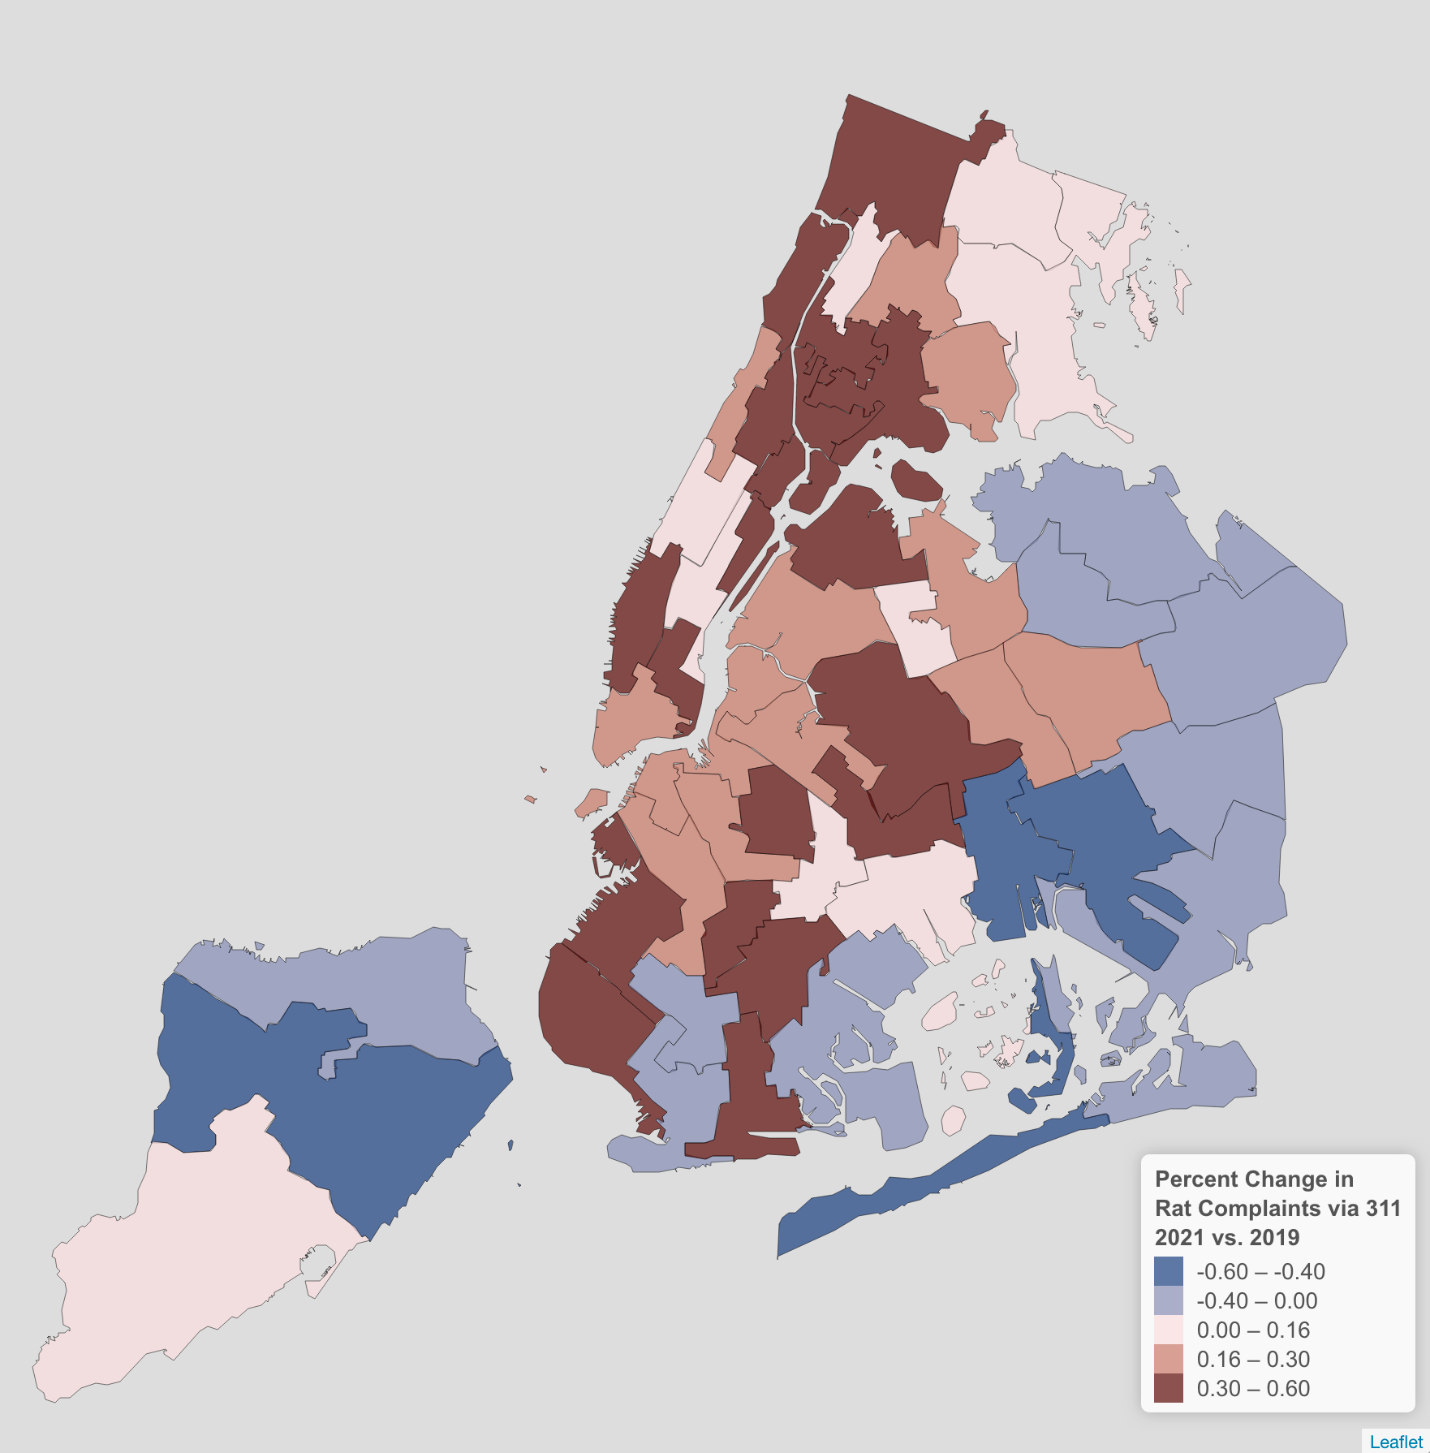 Percent Change in
Rat Complaints via 311
2021 vs. 2019
-0.60 – -0.40
-0.40 – 0.00
0.00 – 0.16
0.16 – 0.30
0.30 – 0.60
Leaflet